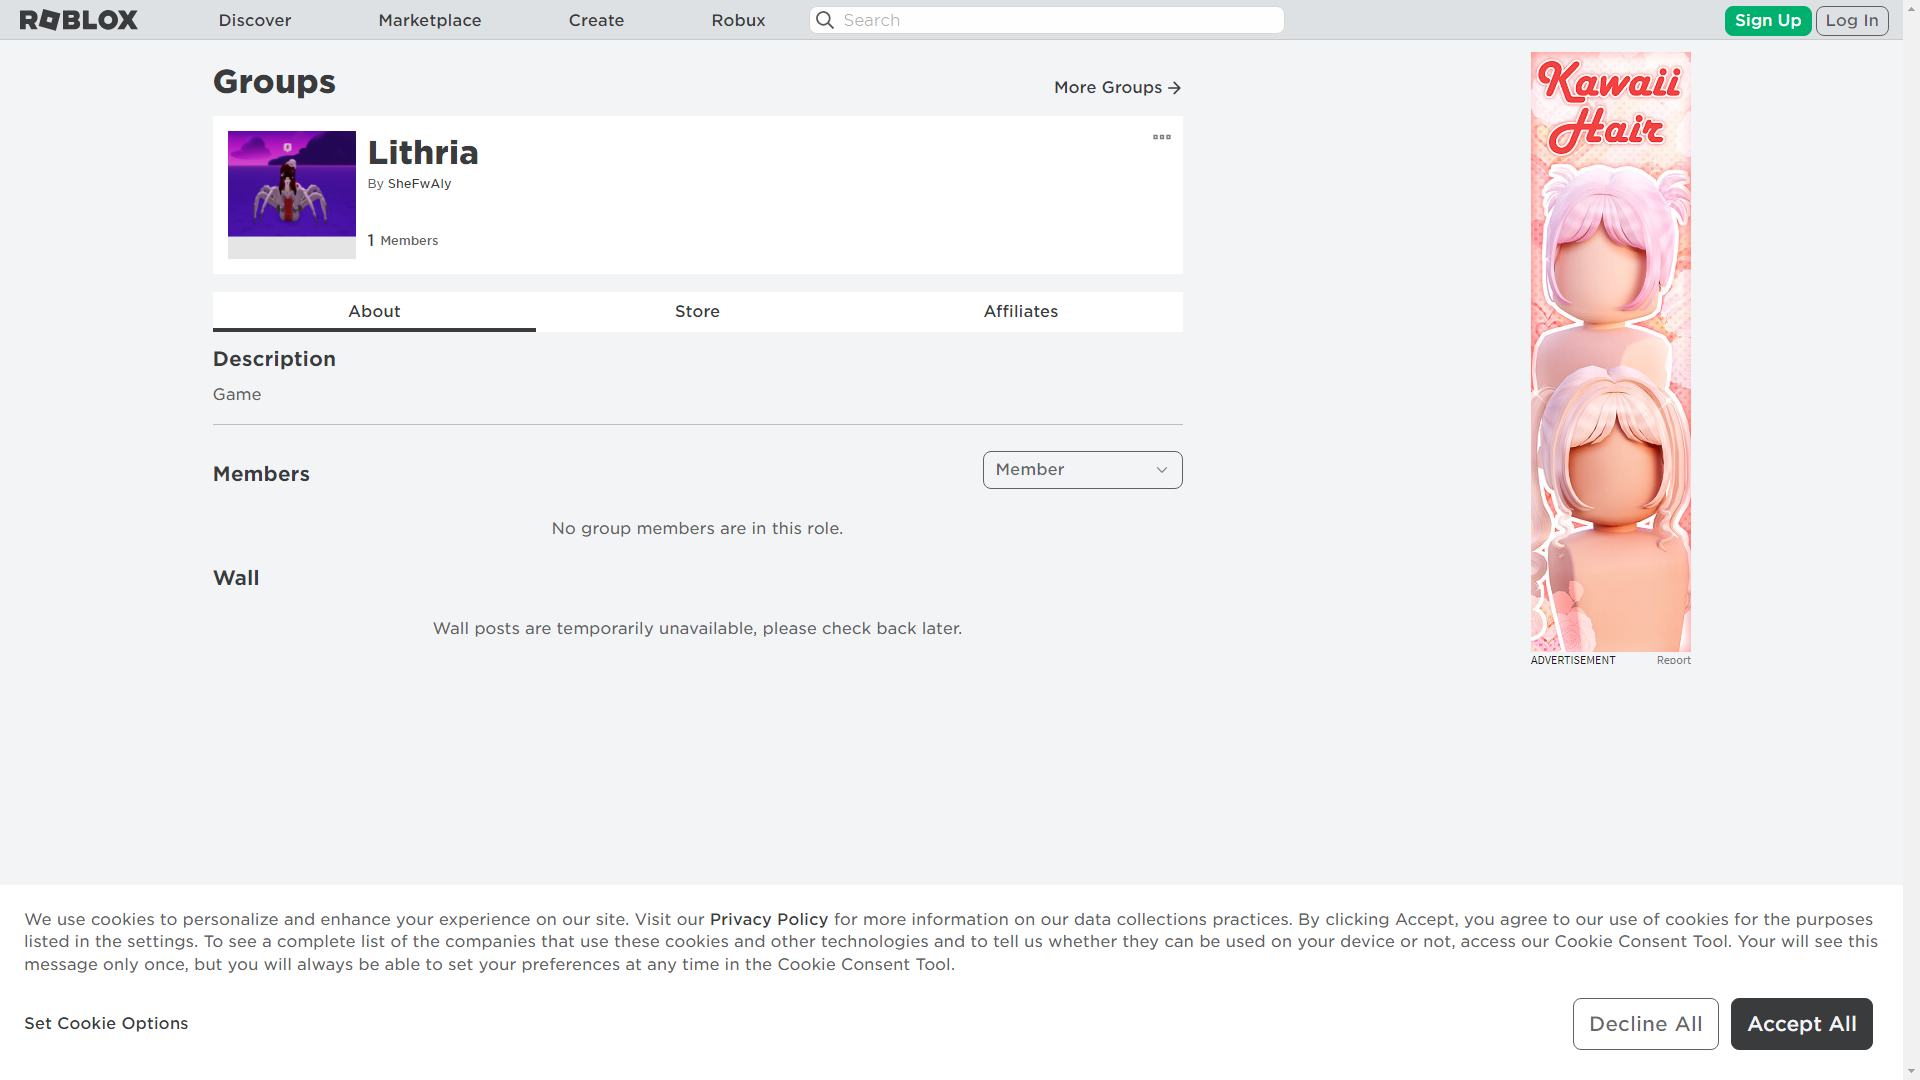 ROBLOX
Discover
Marketplace
Create
Robux
Search
Sign Up
Log In
Groups
More Groups
Lithria
By SheFwAly
1 Members
About
Store
Affiliates
Description
Game
Members
Member
No group members are in this role.
Wall
Wall posts are temporarily unavailable, please check back later.
Kawaii
Hair
ADVERTISEMENT
Report
We use cookies to personalize and enhance your experience on our site. Visit our Privacy Policy for more information on our data collections practices. By clicking Accept, you agree to our use of cookies for the purposes
listed in the settings. To see a complete list of the companies that use these cookies and other technologies and to tell us whether they can be used on your device or not, access our Cookie Consent Tool. Your will see this
message only once, but you will always be able to set your preferences at any time in the Cookie Consent Tool.
Set Cookie Options
Decline All
Accept All